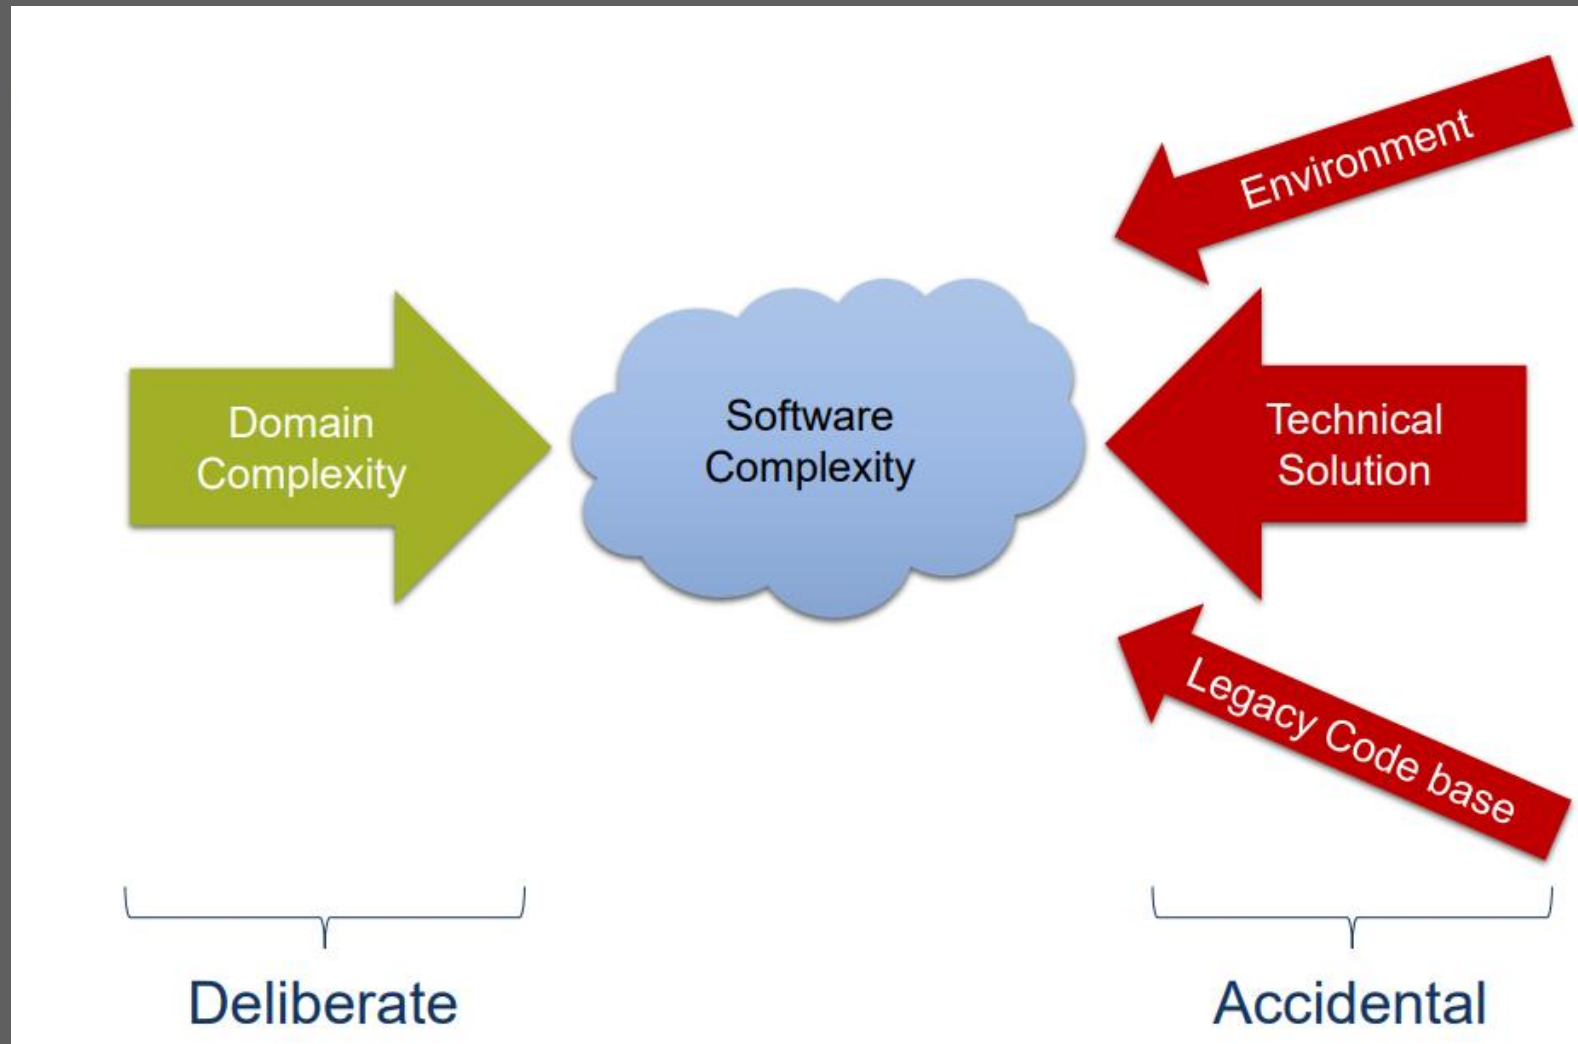 Environment
Domain
Complexity
Software
Complexity
Technical
Solution
Legacy Code base
Deliberate
Accidental